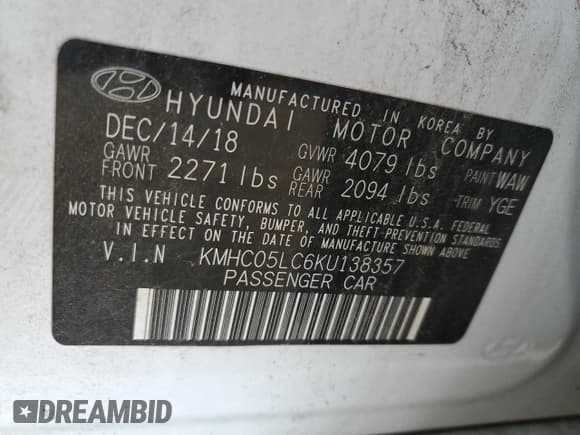 MANUFACTURED IN KOREA BY
HYUNDAI MOTOR COMPANY
DEC/14/18 GVWR 4079 lbs PAINT WAW
GAWR FRONT 2271 lbs GAWR REAR 2094 lbs TRIM YGE
THIS VEHICLE CONFORMS TO ALL APPLICABLE U.S.A. FEDERAL
MOTOR VEHICLE SAFETY, BUMPER, AND THEFT PREVENTION STANDARDS
IN EFFECT ON THE DATE OF MANUFACTURE SHOWN ABOVE.
V.I.N KMHC05LC6KU138357
PASSENGER CAR
DREAMBID